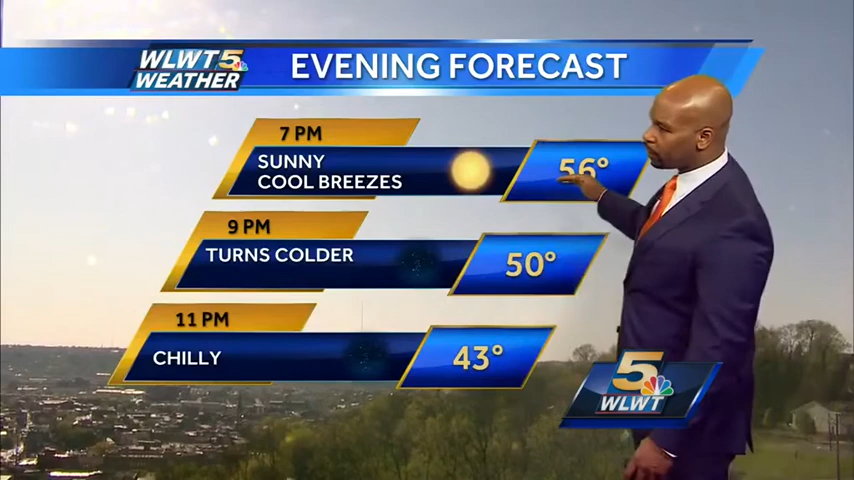 WLWT 5
WEATHER
EVENING FORECAST
7 PM
SUNNY
COOL BREEZES
56°
9 PM
TURNS COLDER
50°
11 PM
CHILLY
43°
5
WLWT